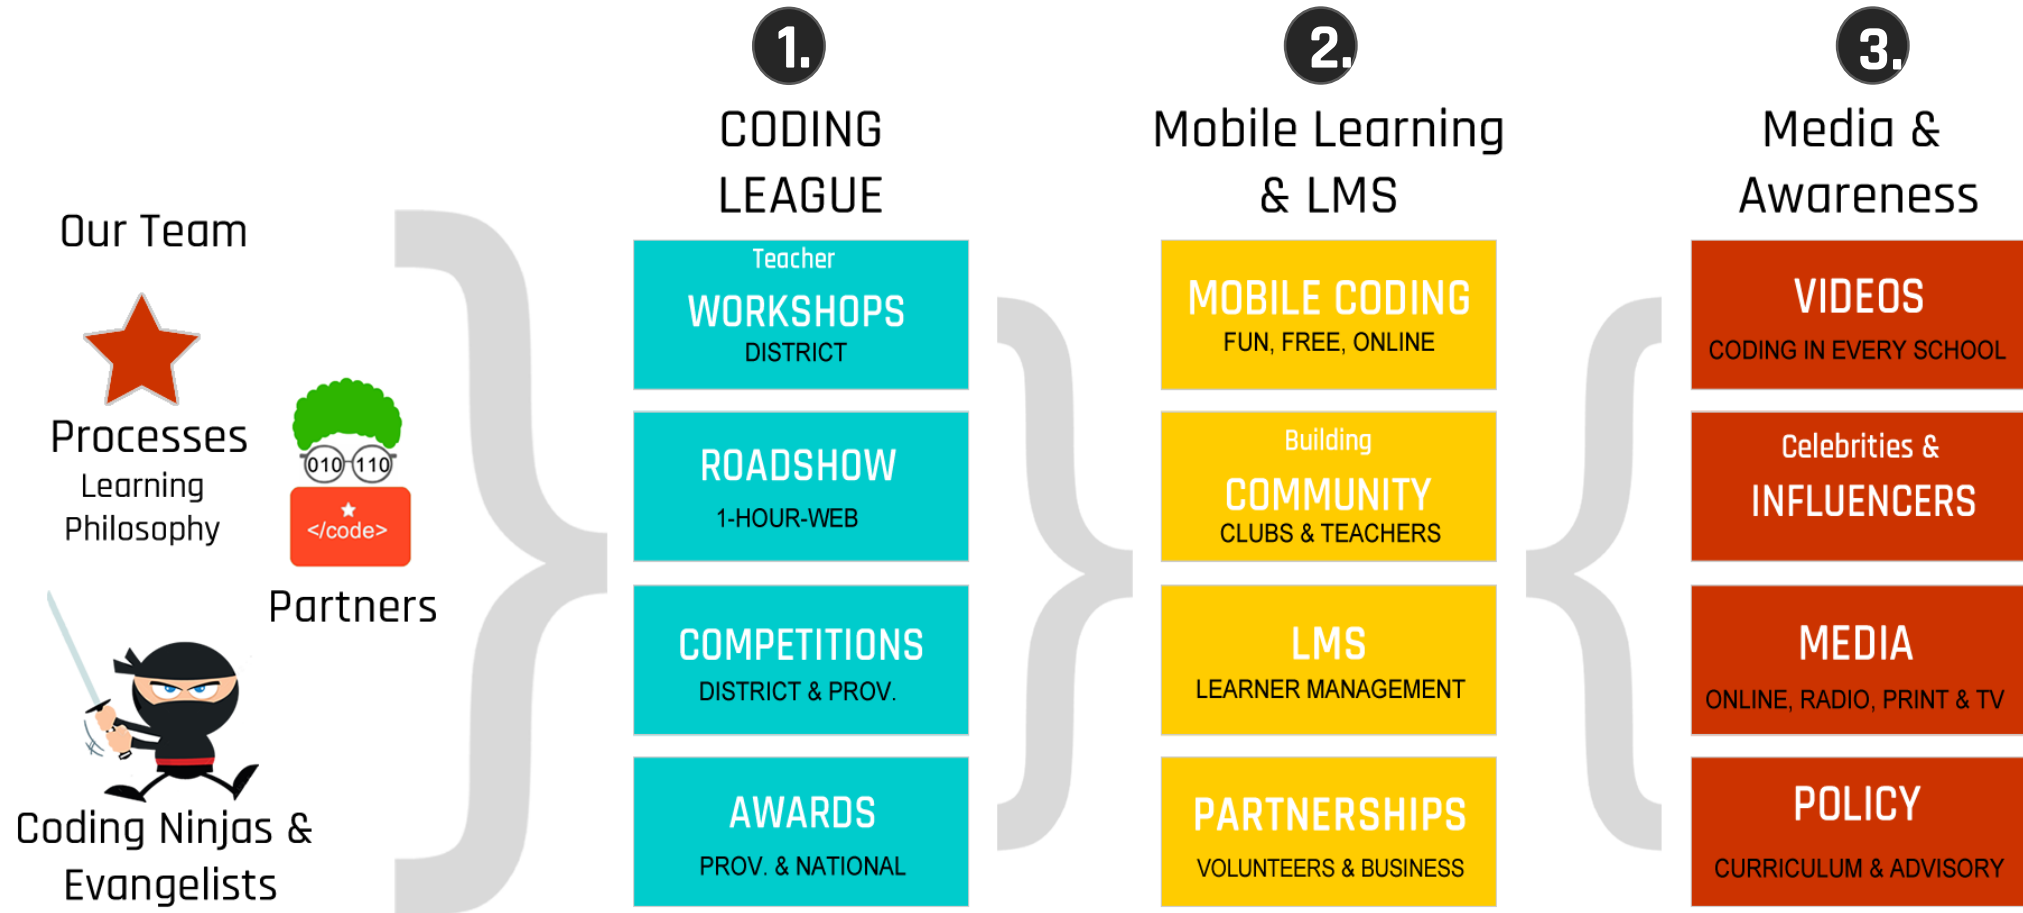 Our Team
Processes
Learning
Philosophy
010 110
</code>
Partners
Coding Ninjas &
Evangelists
1.
CODING
LEAGUE
Teacher
WORKSHOPS
DISTRICT
ROADSHOW
1-HOUR-WEB
COMPETITIONS
DISTRICT & PROV.
AWARDS
PROV. & NATIONAL
2.
Mobile Learning
& LMS
MOBILE CODING
FUN, FREE, ONLINE
Building
COMMUNITY
CLUBS & TEACHERS
LMS
LEARNER MANAGEMENT
PARTNERSHIPS
VOLUNTEERS & BUSINESS
3.
Media &
Awareness
VIDEOS
CODING IN EVERY SCHOOL
Celebrities &
INFLUENCERS
MEDIA
ONLINE, RADIO, PRINT & TV
POLICY
CURRICULUM & ADVISORY